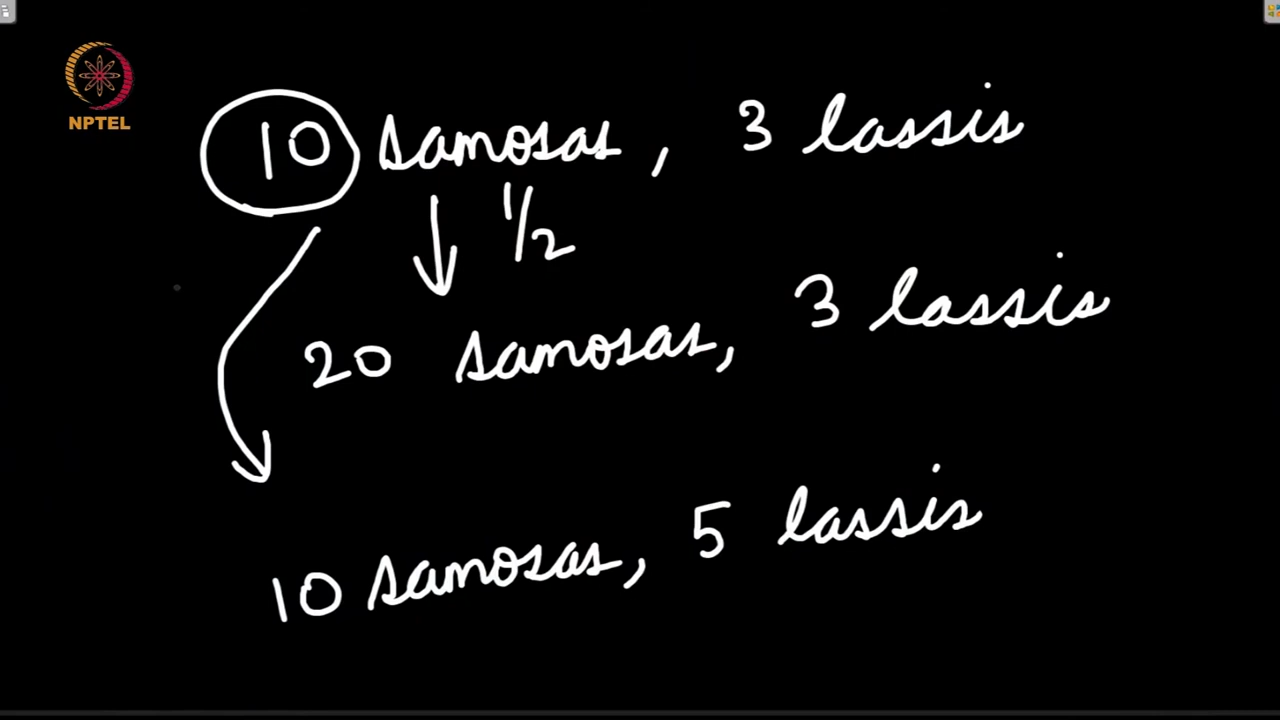 NPTEL
10 samosas, 3 lassis
1/2
20 samosas, 3 lassis
10 samosas, 5 lassis